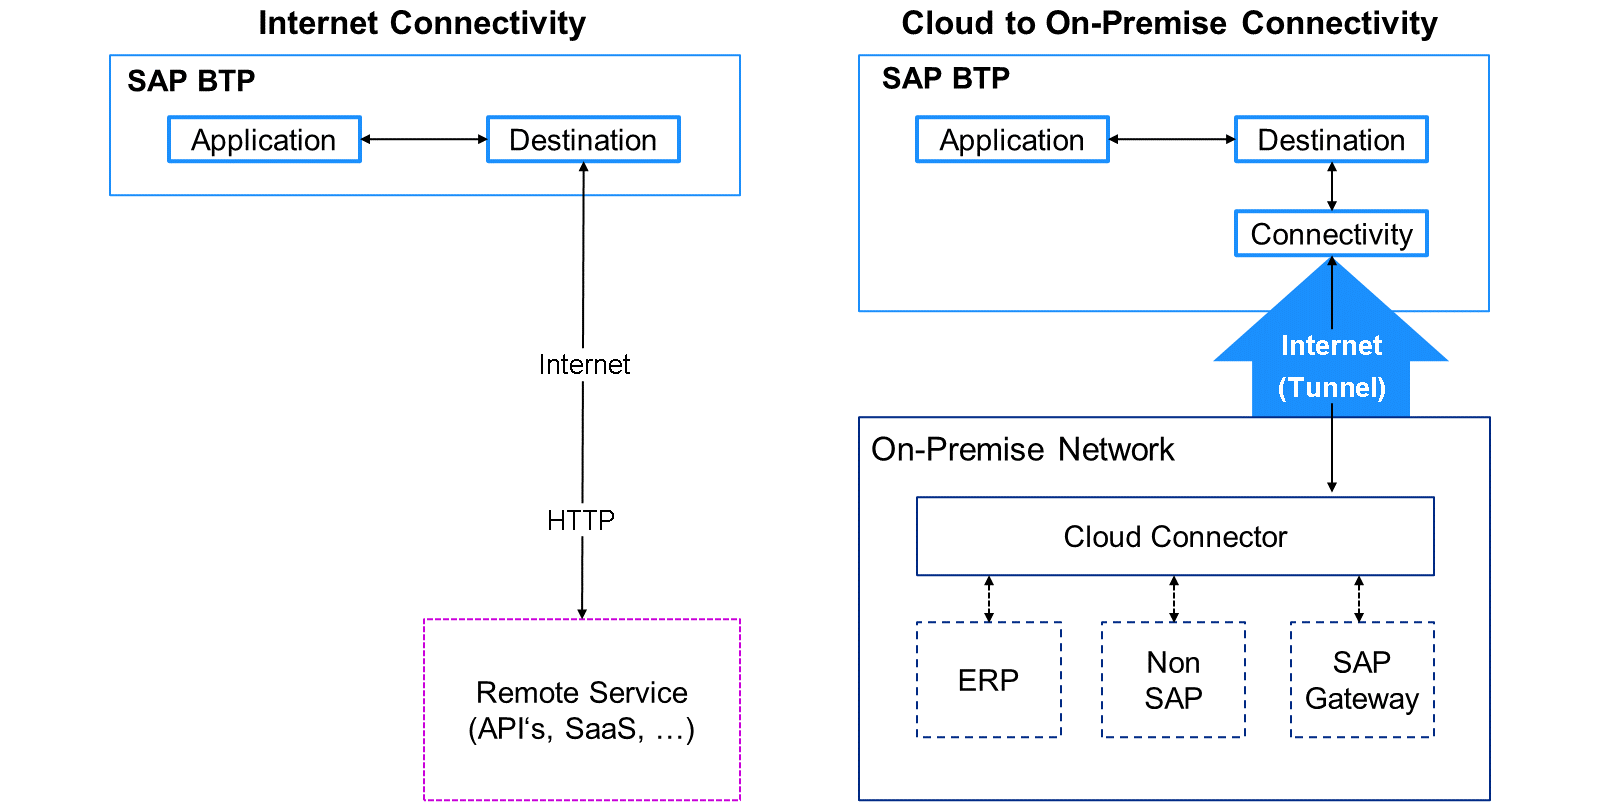 Internet Connectivity
SAP BTP
Application
Destination
Internet
HTTP
Remote Service
(API‘s, SaaS, …)
Cloud to On-Premise Connectivity
SAP BTP
Application
Destination
Connectivity
Internet
(Tunnel)
On-Premise Network
Cloud Connector
ERP
Non
SAP
SAP
Gateway